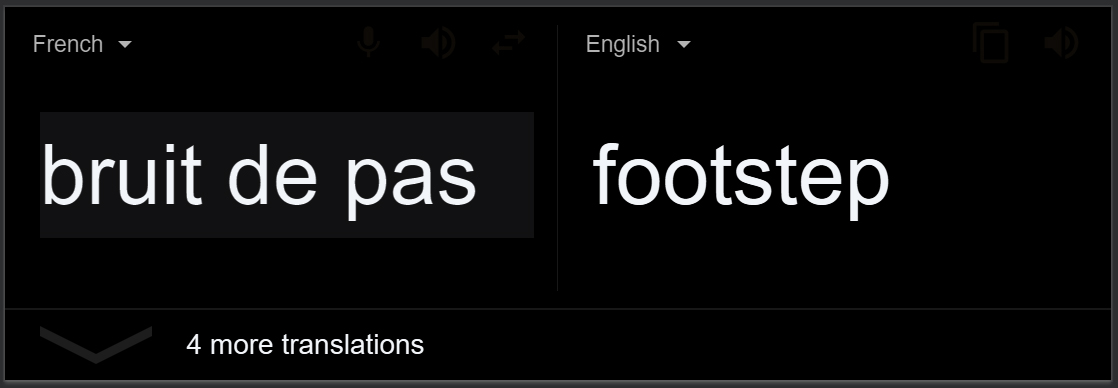 French
English
bruit de pas
footstep
4 more translations